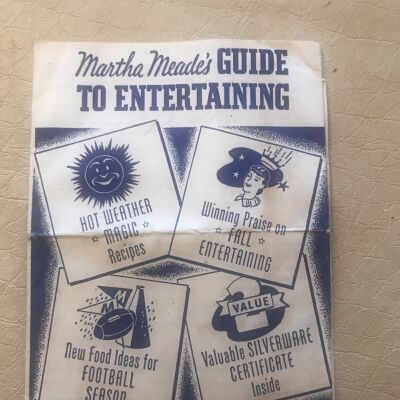 Martha Meade's GUIDE
TO ENTERTAINING
HOT WEATHER
MAGIC
Recipes
Winning Praise on
FALL
ENTERTAINING
M M
New Food Ideas for
FOOTBALL
SEASON
VALUE
Valuable SILVERWARE
CERTIFICATE
Inside